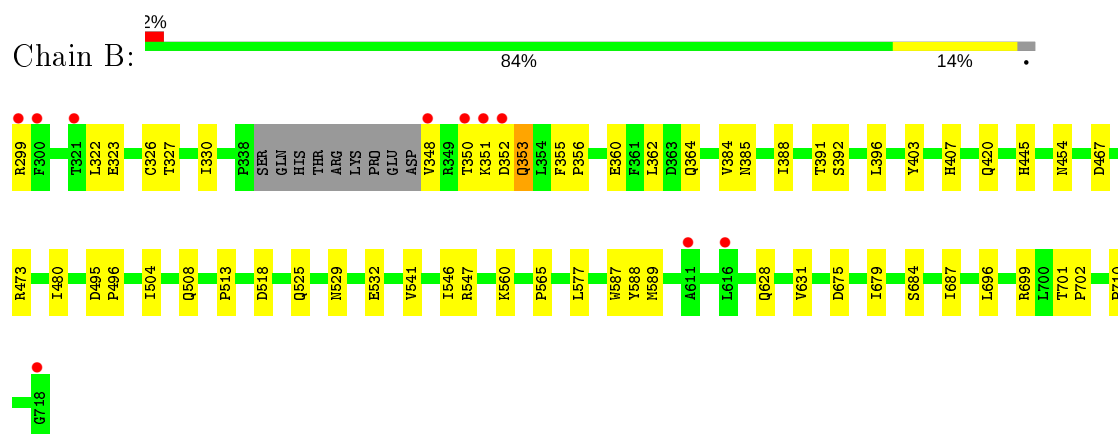 2%
Chain B:
84% 14% •
R299 F300 T321 L322 E323 C326 T327 I330 P338 SER GLN HIS THR ARG LYS PRO GLU ASP V348 R349 T350 K351 D352 Q353 L354 F355 P356 E360 F361 L362 D363 Q364 V384 N385 I388 T391 S392 L396 Y403 H407 Q420 H445 N454 D467
R473 I480 D495 P496 I504 Q508 P513 D518 Q525 N529 E532 V541 I546 R547 K560 P565 L577 W587 Y588 M589 A611 L616 Q628 V631 D675 I679 S684 I687 L696 R699 L700 T701 P702
G718